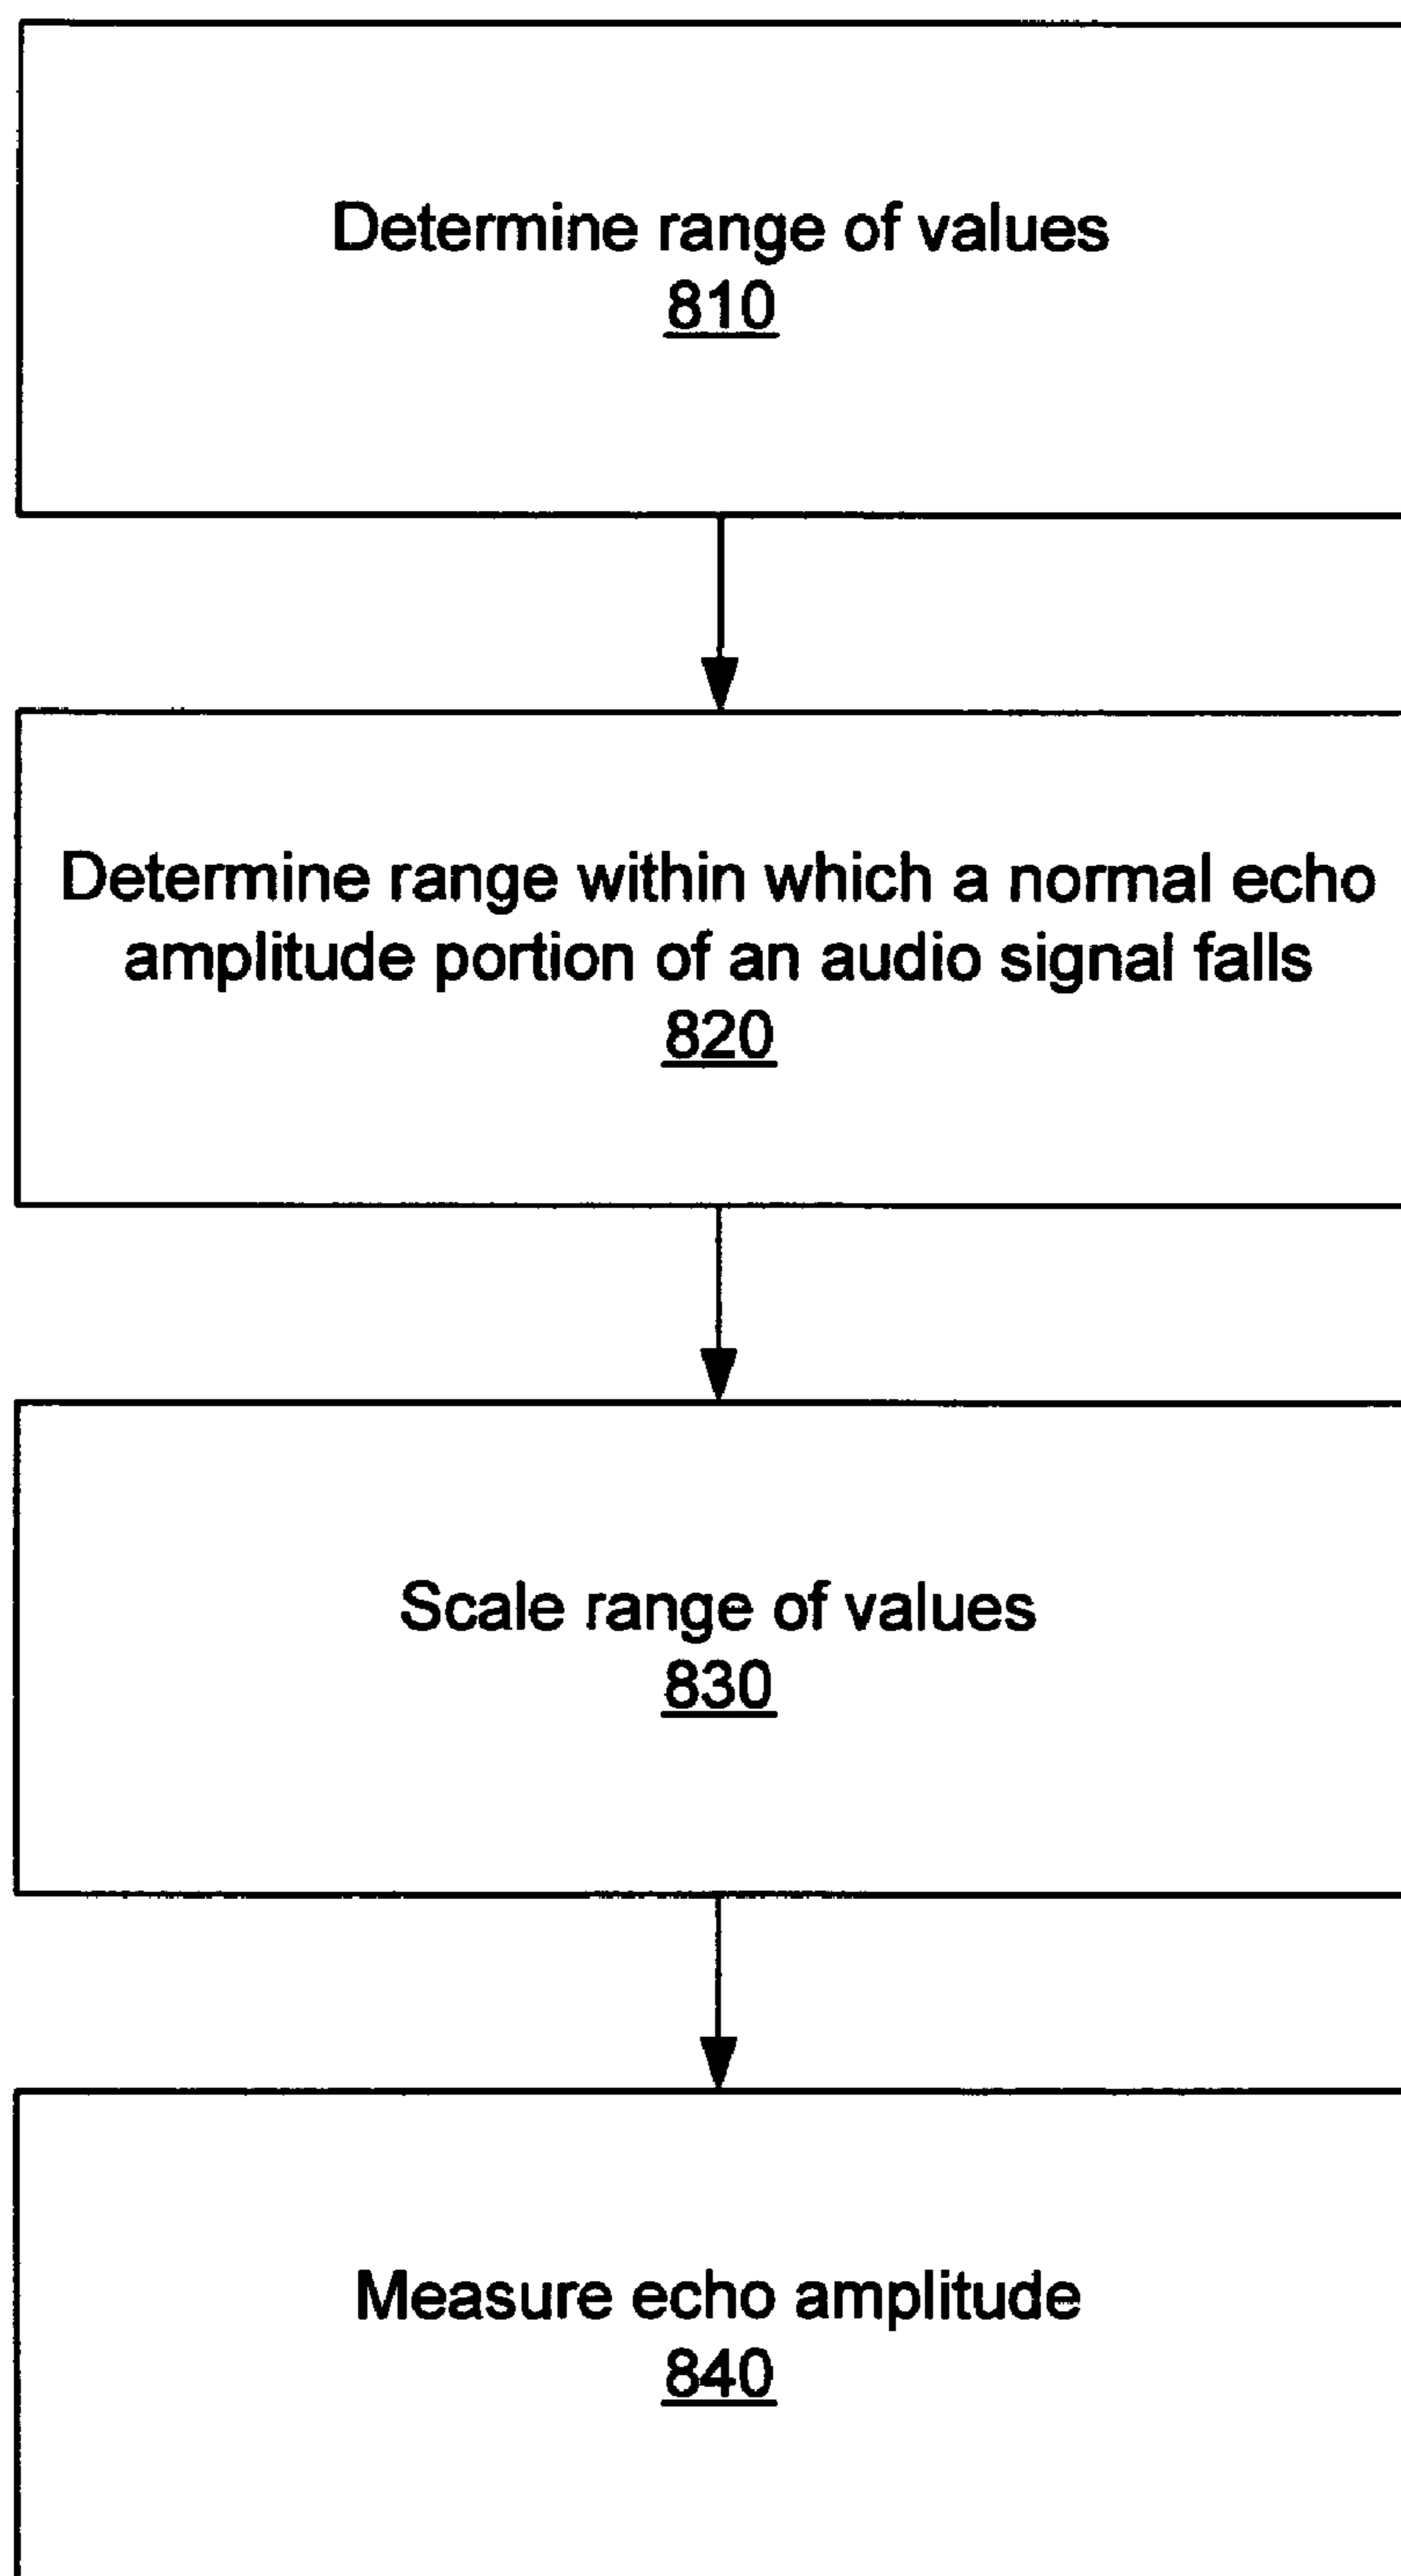 Determine range of values
810
Determine range within which a normal echo
amplitude portion of an audio signal falls
820
Scale range of values
830
Measure echo amplitude
840